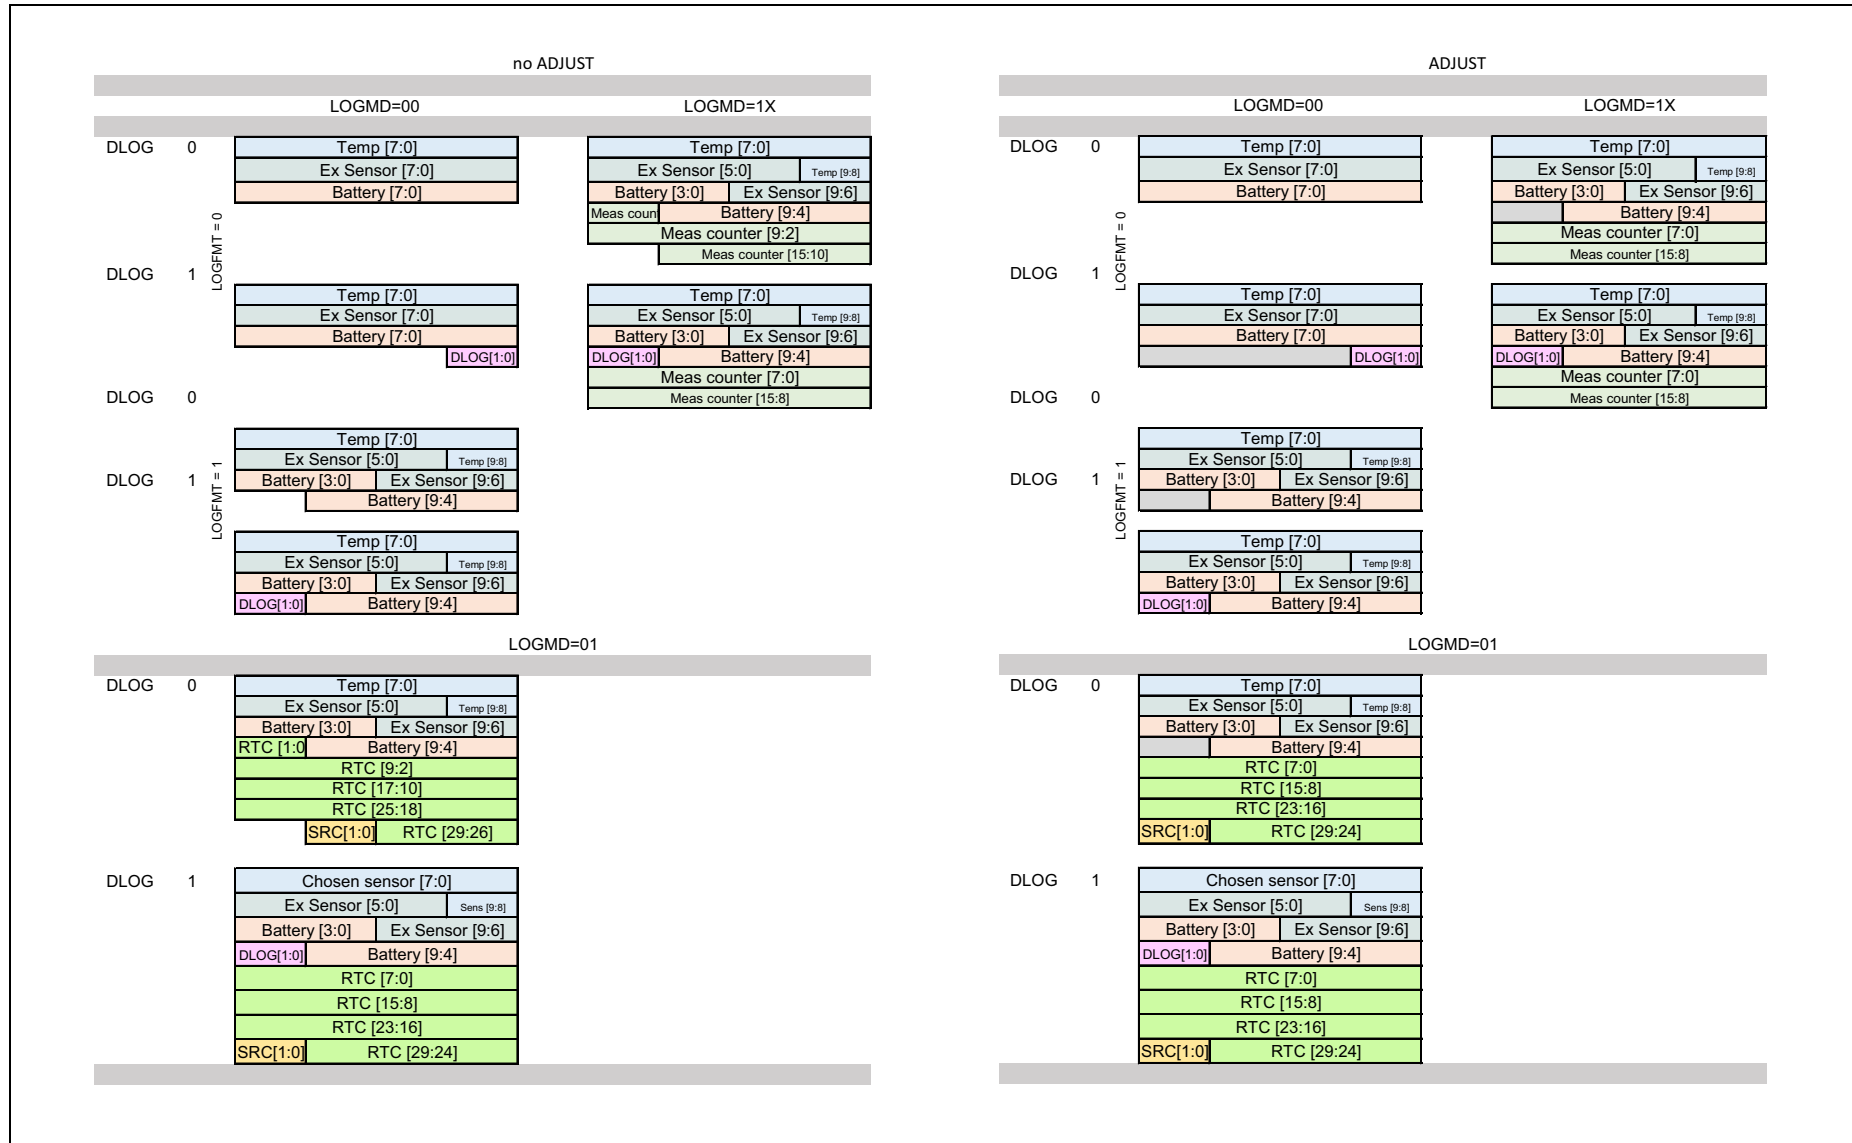 no ADJUST
LOGMD=00 LOGMD=1X
DLOG 0
LOGFMT = 0
Temp [7:0]
Ex Sensor [7:0]
Battery [7:0]
Temp [7:0]
Ex Sensor [5:0] Temp [9:8]
Battery [3:0] Ex Sensor [9:6]
Meas coun Battery [9:4]
Meas counter [9:2]
Meas counter [15:10]
DLOG 1
Temp [7:0]
Ex Sensor [7:0]
Battery [7:0]
DLOG[1:0]
Temp [7:0]
Ex Sensor [5:0] Temp [9:8]
Battery [3:0] Ex Sensor [9:6]
DLOG[1:0] Battery [9:4]
Meas counter [7:0]
Meas counter [15:8]
DLOG 0
LOGFMT = 1
Temp [7:0]
Ex Sensor [5:0] Temp [9:8]
Battery [3:0] Ex Sensor [9:6]
Battery [9:4]
DLOG 1
Temp [7:0]
Ex Sensor [5:0] Temp [9:8]
Battery [3:0] Ex Sensor [9:6]
DLOG[1:0] Battery [9:4]
LOGMD=01
DLOG 0
Temp [7:0]
Ex Sensor [5:0] Temp [9:8]
Battery [3:0] Ex Sensor [9:6]
RTC [1:0 Battery [9:4]
RTC [9:2]
RTC [17:10]
RTC [25:18]
SRC[1:0] RTC [29:26]
DLOG 1
Chosen sensor [7:0]
Ex Sensor [5:0] Sens [9:8]
Battery [3:0] Ex Sensor [9:6]
DLOG[1:0] Battery [9:4]
RTC [7:0]
RTC [15:8]
RTC [23:16]
SRC[1:0] RTC [29:24]
ADJUST
LOGMD=00 LOGMD=1X
DLOG 0
LOGFMT = 0
Temp [7:0]
Ex Sensor [7:0]
Battery [7:0]
Temp [7:0]
Ex Sensor [5:0] Temp [9:8]
Battery [3:0] Ex Sensor [9:6]
Battery [9:4]
Meas counter [7:0]
Meas counter [15:8]
DLOG 1
Temp [7:0]
Ex Sensor [7:0]
Battery [7:0]
DLOG[1:0]
Temp [7:0]
Ex Sensor [5:0] Temp [9:8]
Battery [3:0] Ex Sensor [9:6]
DLOG[1:0] Battery [9:4]
Meas counter [7:0]
Meas counter [15:8]
DLOG 0
LOGFMT = 1
Temp [7:0]
Ex Sensor [5:0] Temp [9:8]
Battery [3:0] Ex Sensor [9:6]
Battery [9:4]
DLOG 1
Temp [7:0]
Ex Sensor [5:0] Temp [9:8]
Battery [3:0] Ex Sensor [9:6]
DLOG[1:0] Battery [9:4]
LOGMD=01
DLOG 0
Temp [7:0]
Ex Sensor [5:0] Temp [9:8]
Battery [3:0] Ex Sensor [9:6]
Battery [9:4]
RTC [7:0]
RTC [15:8]
RTC [23:16]
SRC[1:0] RTC [29:24]
DLOG 1
Chosen sensor [7:0]
Ex Sensor [5:0] Sens [9:8]
Battery [3:0] Ex Sensor [9:6]
DLOG[1:0] Battery [9:4]
RTC [7:0]
RTC [15:8]
RTC [23:16]
SRC[1:0] RTC [29:24]